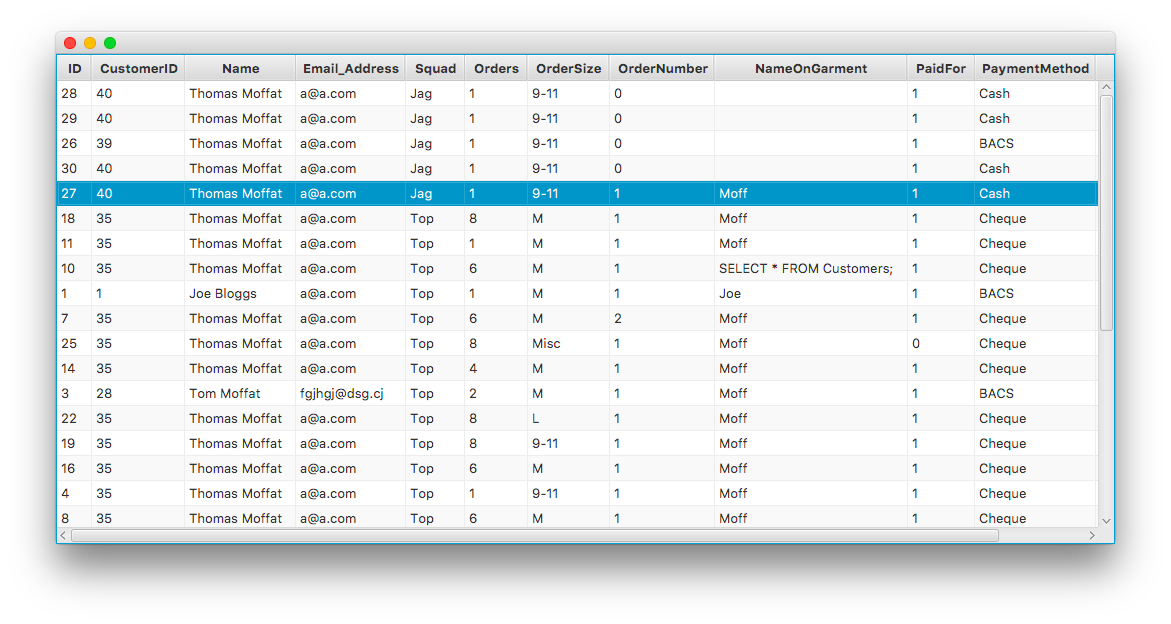 ID CustomerID Name Email_Address Squad Orders OrderSize OrderNumber NameOnGarment PaidFor PaymentMethod
28 40 Thomas Moffat a@a.com Jag 1 9-11 0 1 Cash
29 40 Thomas Moffat a@a.com Jag 1 9-11 0 1 Cash
26 39 Thomas Moffat a@a.com Jag 1 9-11 0 1 BACS
30 40 Thomas Moffat a@a.com Jag 1 9-11 0 1 Cash
27 40 Thomas Moffat a@a.com Jag 1 9-11 1 Moff 1 Cash
18 35 Thomas Moffat a@a.com Top 8 M 1 Moff 1 Cheque
11 35 Thomas Moffat a@a.com Top 1 M 1 Moff 1 Cheque
10 35 Thomas Moffat a@a.com Top 6 M 1 SELECT * FROM Customers; 1 Cheque
1 1 Joe Bloggs a@a.com Top 1 M 1 Joe 1 BACS
7 35 Thomas Moffat a@a.com Top 6 M 2 Moff 1 Cheque
25 35 Thomas Moffat a@a.com Top 8 Misc 1 Moff 0 Cheque
14 35 Thomas Moffat a@a.com Top 4 M 1 Moff 1 Cheque
3 28 Tom Moffat fgjhgj@dsg.cj Top 2 M 1 Moff 1 BACS
22 35 Thomas Moffat a@a.com Top 8 L 1 Moff 1 Cheque
19 35 Thomas Moffat a@a.com Top 8 9-11 1 Moff 1 Cheque
16 35 Thomas Moffat a@a.com Top 6 M 1 Moff 1 Cheque
4 35 Thomas Moffat a@a.com Top 1 9-11 1 Moff 1 Cheque
8 35 Thomas Moffat a@a.com Top 6 M 1 Moff 1 Cheque